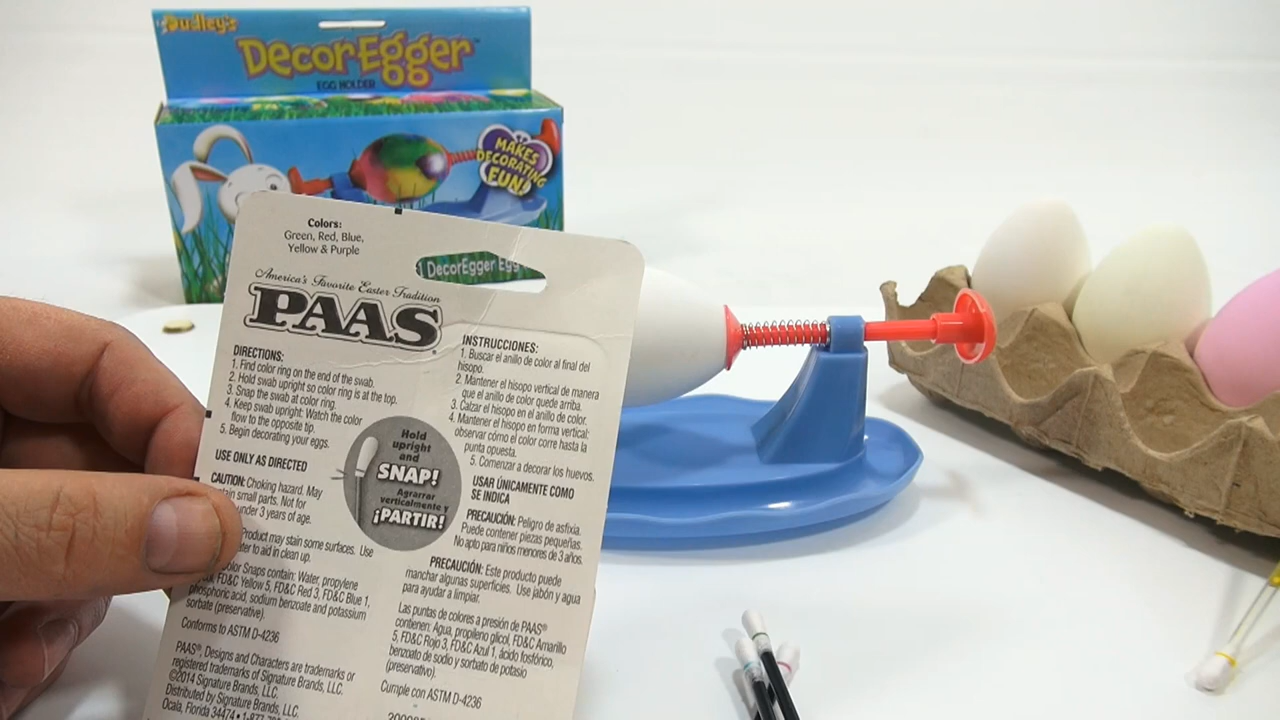 Dudley's
DecorEgger™
EGG HOLDER
MAKES
DECORATING
FUN!
Colors:
Green, Red, Blue,
Yellow & Purple
1 DecorEgger Egg
America's Favorite Easter Tradition
PAAS
DIRECTIONS:
1. Find color ring on the end of the swab.
2. Hold swab upright so color ring is at the top.
3. Snap the swab at color ring.
4. Keep swab upright: Watch the color
flow to the opposite tip.
5. Begin decorating your eggs.
USE ONLY AS DIRECTED
CAUTION: Choking hazard. May
small parts. Not for
under 3 years of age.
Product may stain some surfaces. Use
to aid in clean up.
Color Snaps contain: Water, propylene
FD&C Yellow 5, FD&C Red 3, FD&C Blue 1,
phosphoric acid, sodium benzoate and potassium
sorbate (preservative).
Conforms to ASTM D-4236
PAAS®, Designs and Characters are trademarks or
registered trademarks of Signature Brands, LLC.
©2014 Signature Brands, LLC.
Distributed by Signature Brands, LLC.
Ocala, Florida 34474 • 1-877
Hold
upright
and
SNAP!
Agarrar
verticalmente y
¡PARTIR!
INSTRUCCIONES:
1. Buscar el anillo de color al final del
hisopo.
2. Mantener el hisopo vertical de manera
que el anillo de color quede arriba.
3. Calzar el hisopo en el anillo de color.
4. Mantener el hisopo en forma vertical:
observar cómo el color corre hasta la
punta opuesta.
5. Comenzar a decorar los huevos.
USAR ÚNICAMENTE COMO
SE INDICA
PRECAUCIÓN: Peligro de asfixia.
Puede contener piezas pequeñas.
No apto para niños menores de 3 años.
PRECAUCIÓN: Este producto puede
manchar algunas superficies. Use jabón y agua
para ayudar a limpiar.
Las puntas de colores a presión de PAAS®
contienen: Agua, propileno glicol, FD&C Amarillo
5, FD&C Rojo 3, FD&C Azul 1, ácido fosfórico,
benzoato de sodio y sorbato de potasio
(preservativo).
Cumple con ASTM D-4236